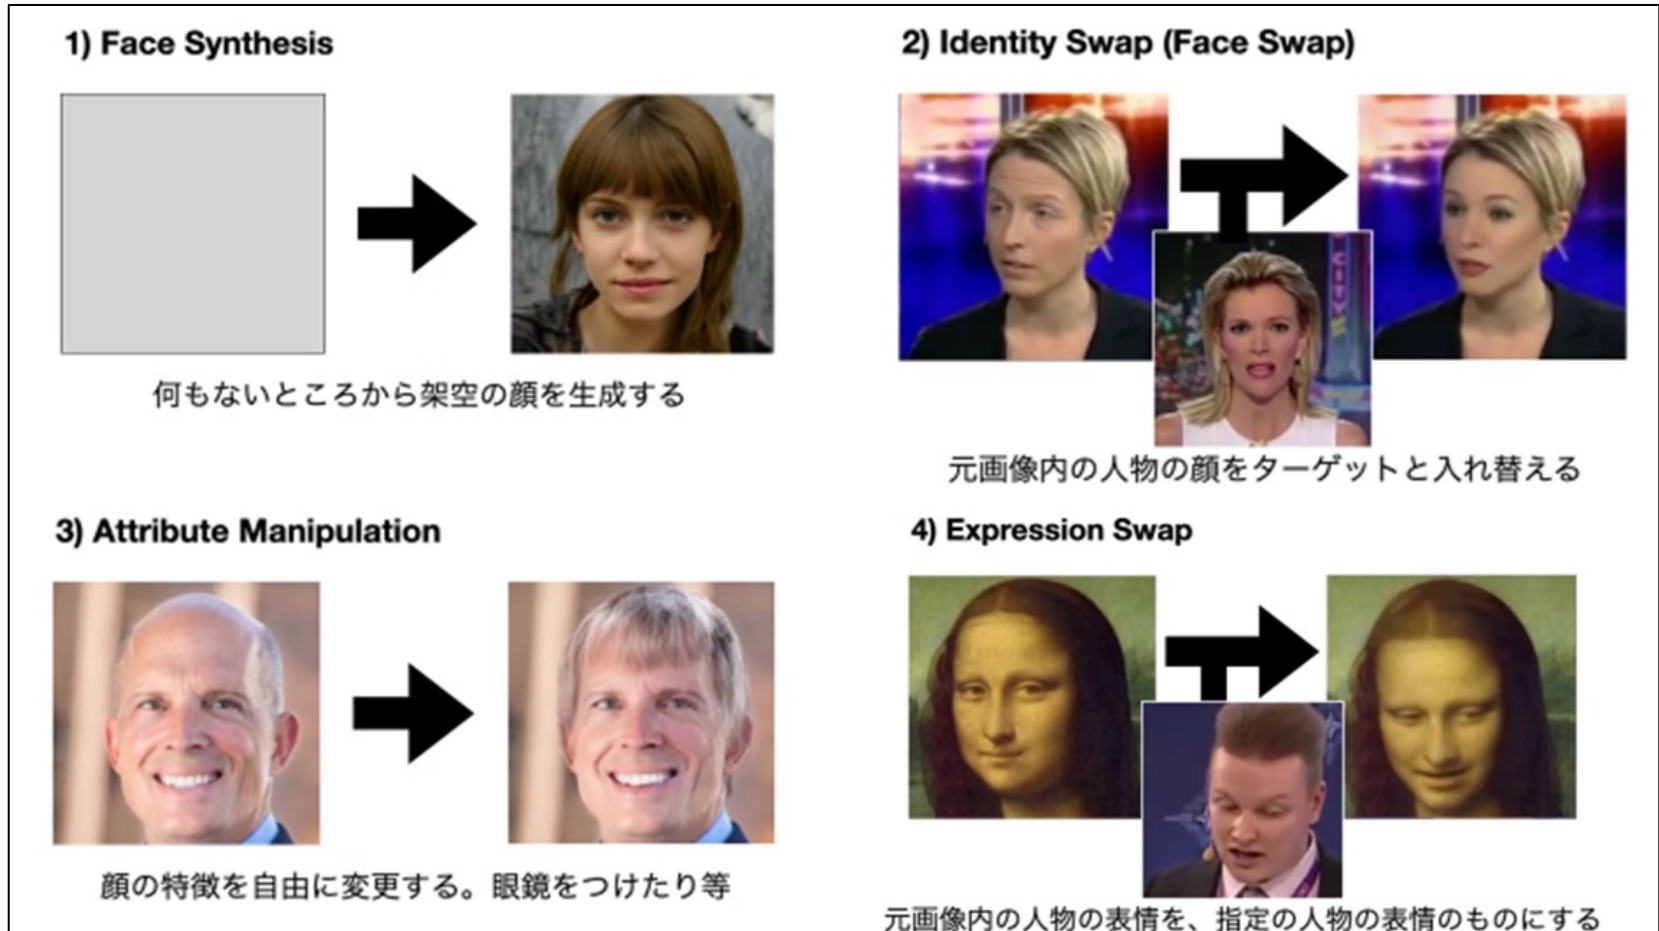 1) Face Synthesis
2) Identity Swap (Face Swap)
何もないところから架空の顔を生成する
元画像内の人物の顔をターゲットと入れ替える
3) Attribute Manipulation
4) Expression Swap
顔の特徴を自由に変更する。眼鏡をつけたり等
元画像内の人物の表情を、指定の人物の表情のものにする